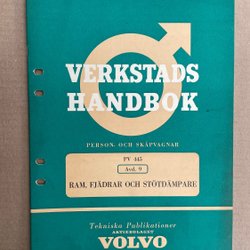 VERKSTADS
HANDBOK
PERSON- OCH SKÅPVAGNAR
PV 445
Avd. 9
RAM, FJÄDRAR OCH STÖTDÄMPARE
Tekniska Publikationer
AKTIEBOLAGET
VOLVO